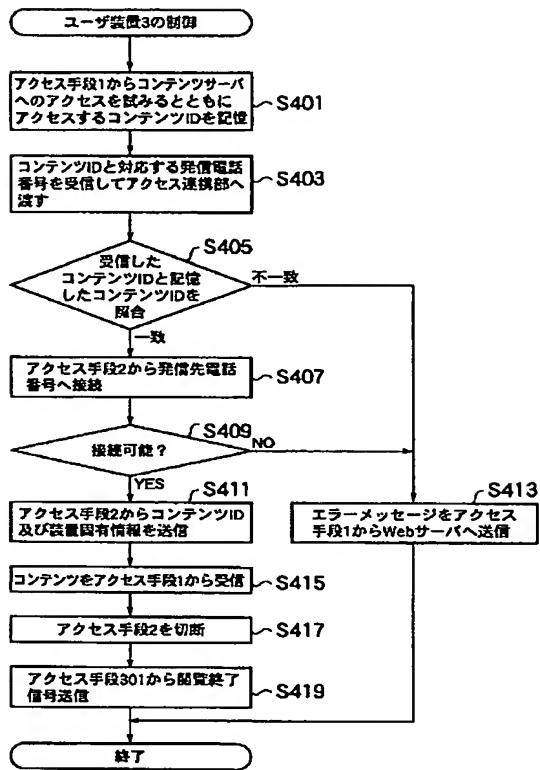 ユーザ装置3の制御
アクセス手段1からコンテンツサーバ
へのアクセスを試みるとともに
アクセスするコンテンツIDを記憶
S401
コンテンツIDと対応する発信電話
番号を受信してアクセス連携部へ
渡す
S403
S405
受信した
コンテンツIDと記憶
したコンテンツIDを
照合
不一致
一致
アクセス手段2から発信先電話
番号へ接続
S407
S409
接続可能?
NO
YES
S411
アクセス手段2からコンテンツID
及び装置固有情報を送信
S413
エラーメッセージをアクセス
手段1からWebサーバへ送信
コンテンツをアクセス手段1から受信
S415
アクセス手段2を切断
S417
アクセス手段301から閲覧終了
信号送信
S419
終了